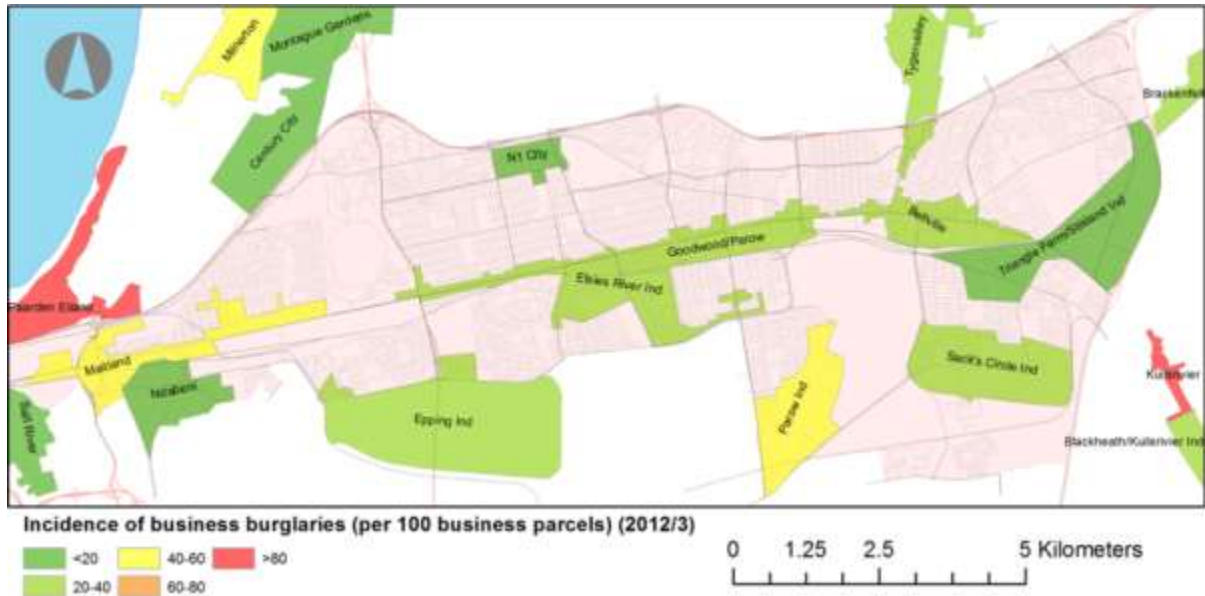 Milnerton
Montague Gardens
Tygervalley
Brackenfell
Century City
N1 City
Bellville
Triangle Farm/Stikland Ind
Goodwood/Parow
Elsies River Ind
Paarden Eiland
Maitland
Ndabeni
Sack's Circle Ind
Kuilsrivier
Salt River
Epping Ind
Parow Ind
Blackheath/Kuilsrivier Ind
Incidence of business burglaries (per 100 business parcels) (2012/3)
<20 40-60 >80
20-40 60-80
0 1.25 2.5 5 Kilometers